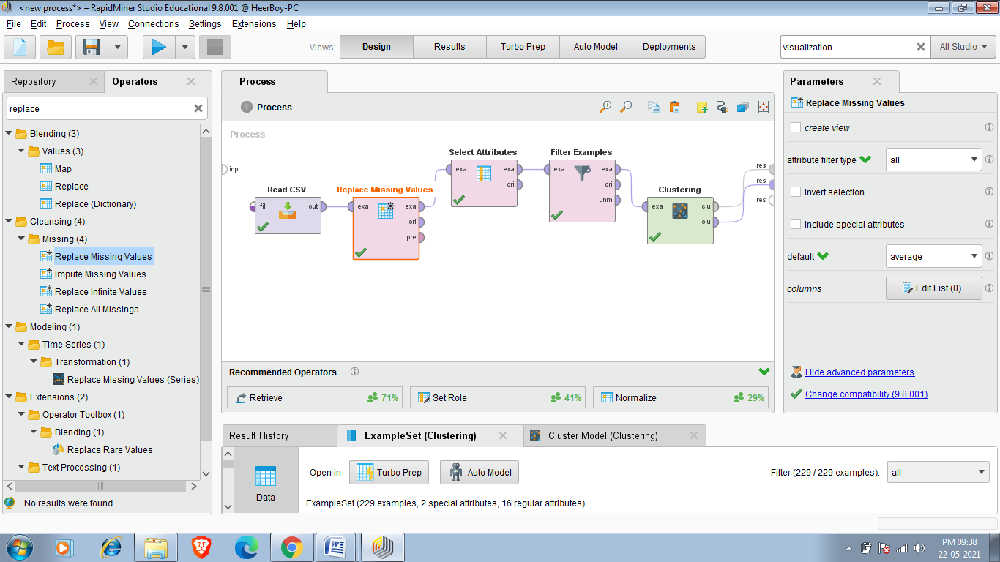 <new process*> – RapidMiner Studio Educational 9.8.001 @ HeerBoy-PC
File Edit Process View Connections Settings Extensions Help
Views: Design Results Turbo Prep Auto Model Deployments visualization All Studio
Repository Operators
replace
Blending (3)
Values (3)
Map
Replace
Replace (Dictionary)
Cleansing (4)
Missing (4)
Replace Missing Values
Impute Missing Values
Replace Infinite Values
Replace All Missings
Modeling (1)
Time Series (1)
Transformation (1)
Replace Missing Values (Series)
Extensions (2)
Operator Toolbox (1)
Blending (1)
Replace Rare Values
Text Processing (1)
No results were found.
Process
Process
Process
inp
Read CSV
fil out
Replace Missing Values
exa exa
ori
pre
Select Attributes
exa exa
ori
Filter Examples
exa exa
ori
unm
Clustering
exa clu
clu
res
res
res
Recommended Operators
Retrieve 71% Set Role 41% Normalize 29%
Parameters
Replace Missing Values
create view
attribute filter type all
invert selection
include special attributes
default average
columns Edit List (0)...
Hide advanced parameters
Change compatibility (9.8.001)
Result History ExampleSet (Clustering) Cluster Model (Clustering)
Data
Open in Turbo Prep Auto Model Filter (229 / 229 examples): all
ExampleSet (229 examples, 2 special attributes, 16 regular attributes)
PM 09:38
22-05-2021